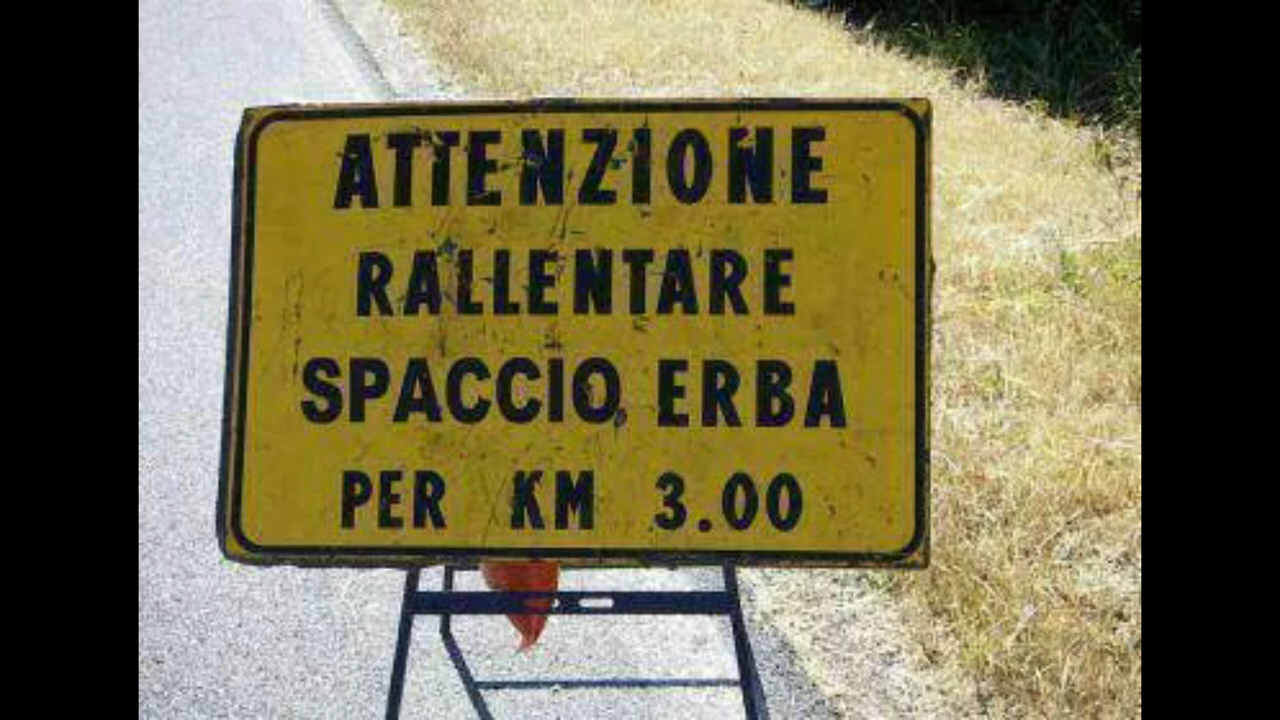 ATTENZIONE
RALLENTARE
SPACCIO ERBA
PER KM 3.00